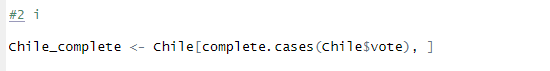 #2 i
Chile_complete <- Chile[complete.cases(Chile$vote), ]